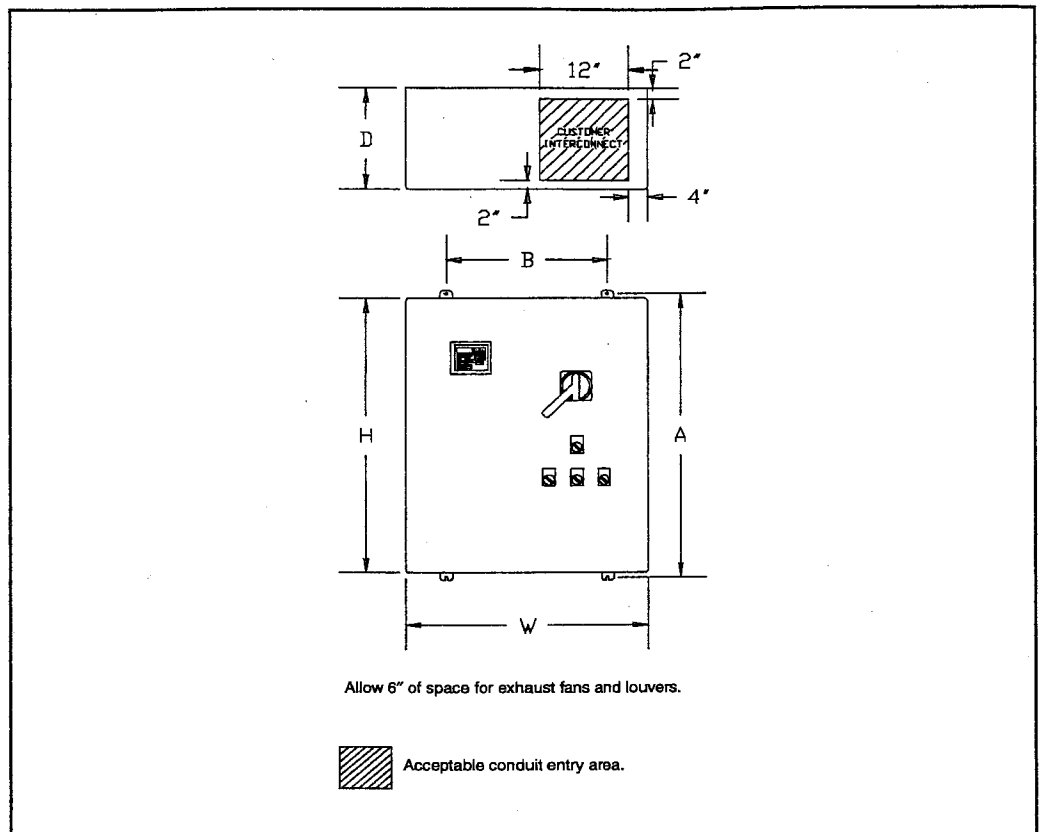 12"
2"
D
CUSTOMER
INTERCONNECT
2"
4"
B
H
A
W
Allow 6" of space for exhaust fans and louvers.
Acceptable conduit entry area.